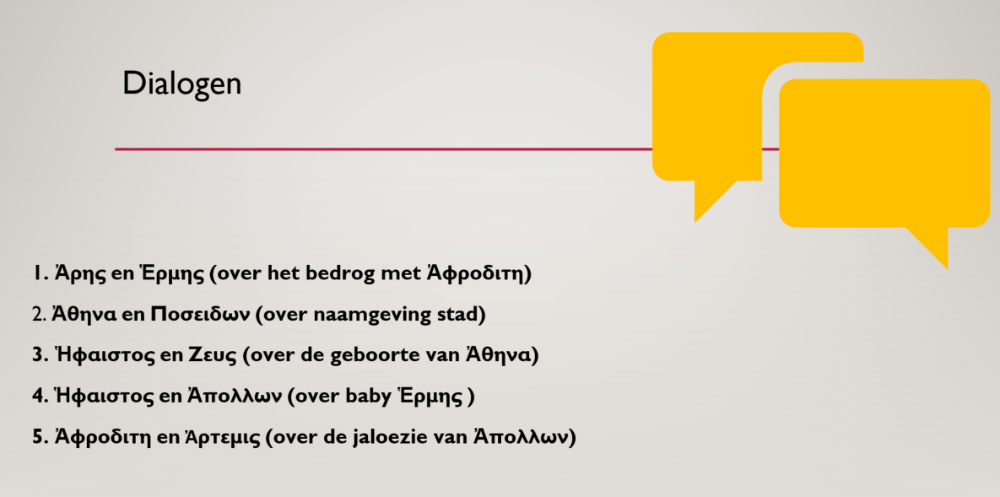 Dialogen
1. Ἀρης en Ἑρμης (over het bedrog met Ἀφροδιτη)
2. Ἀθηνα en Ποσειδων (over naamgeving stad)
3. Ἡφαιστος en Ζευς (over de geboorte van Ἀθηνα)
4. Ἡφαιστος en Ἀπολλων (over baby Ἑρμης )
5. Ἀφροδιτη en Ἀρτεμις (over de jaloezie van Ἀπολλων)